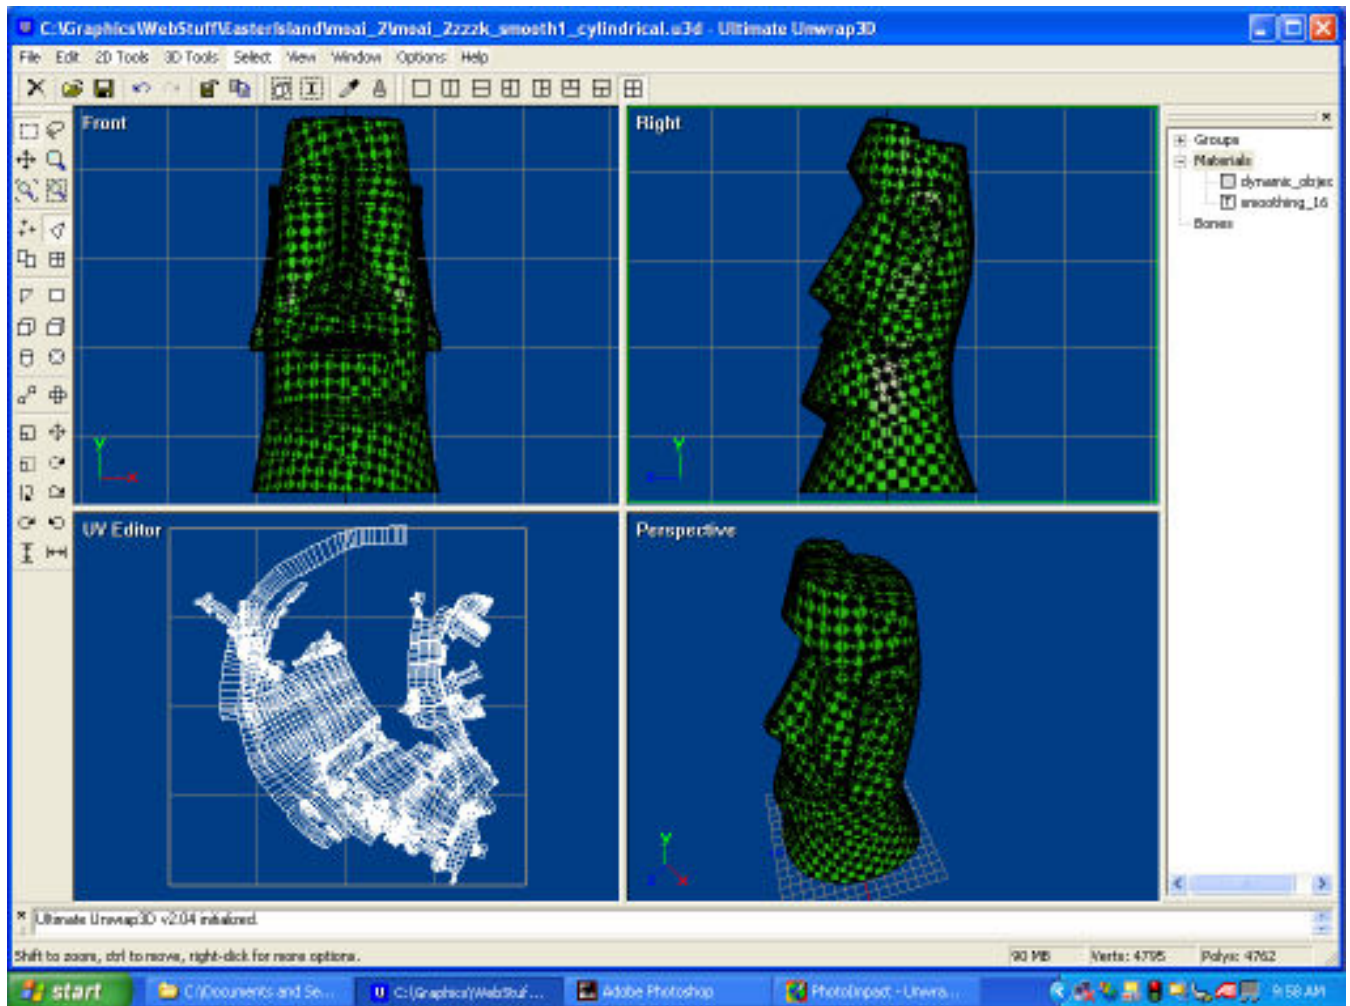 C:\Graphics\WebStuff\EasterIsland\moai_2\moai_2zzzk_smooth1_cylindrical.u3d - Ultimate Unwrap3D
File Edit 2D Tools 3D Tools Select View Window Options Help
Front
Right
Groups
Materials
dynamic_objec
smoothing_16
Bones
Y
Y
UV Editor
Perspective
Y
Ultimate Unwrap3D v2.04 initialized.
Shift to zoom, ctrl to move, right-click for more options.
90 MB Verts: 4795 Polys: 4762
start C:\Documents and Se... C:\Graphics\WebStuf... Adobe Photoshop PhotoImpact - Unwra... 9:58 AM